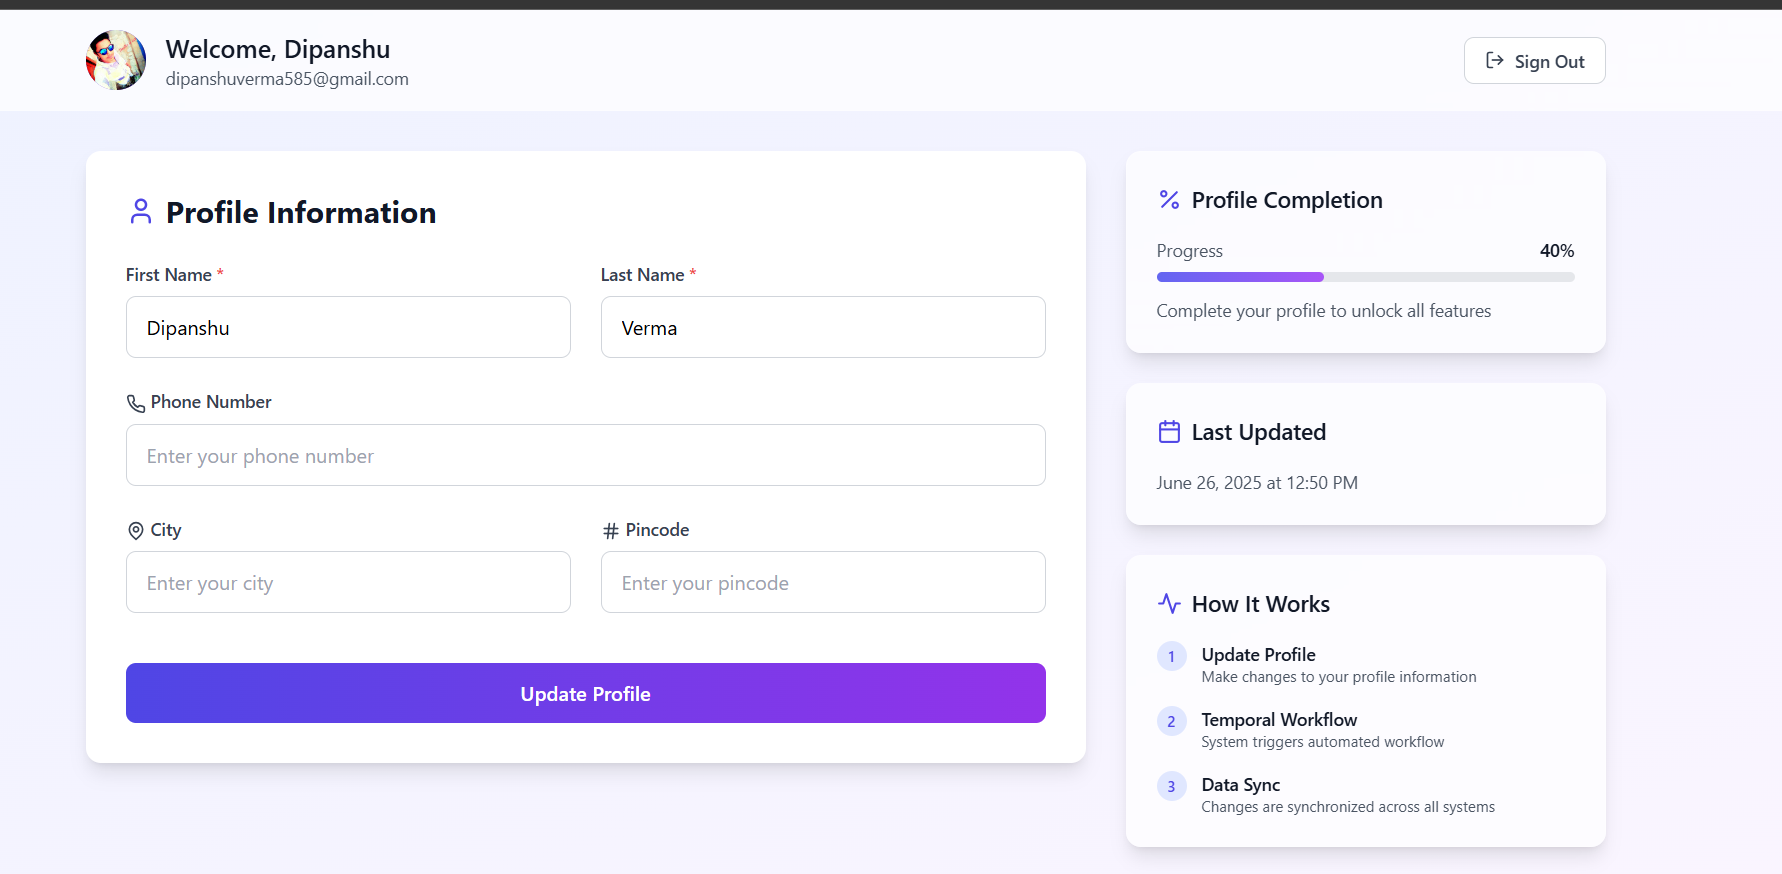 Welcome, Dipanshu
dipanshuverma585@gmail.com
Sign Out
Profile Information
First Name *
Last Name *
Dipanshu
Verma
Phone Number
Enter your phone number
City
Pincode
Enter your city
Enter your pincode
Update Profile
Profile Completion
Progress
40%
Complete your profile to unlock all features
Last Updated
June 26, 2025 at 12:50 PM
How It Works
1
Update Profile
Make changes to your profile information
2
Temporal Workflow
System triggers automated workflow
3
Data Sync
Changes are synchronized across all systems